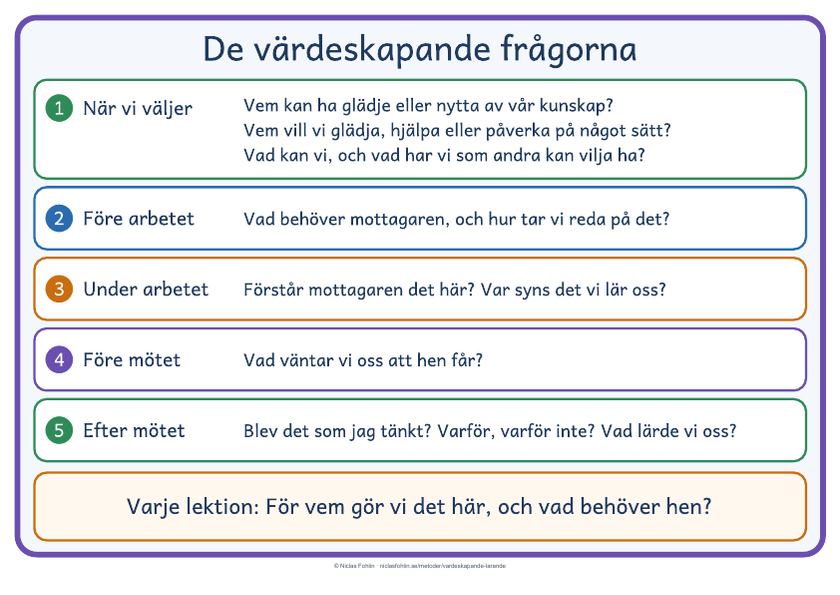 De värdeskapande frågorna
1 När vi väljer
Vem kan ha glädje eller nytta av vår kunskap?
Vem vill vi glädja, hjälpa eller påverka på något sätt?
Vad kan vi, och vad har vi som andra kan vilja ha?
2 Före arbetet
Vad behöver mottagaren, och hur tar vi reda på det?
3 Under arbetet
Förstår mottagaren det här? Var syns det vi lär oss?
4 Före mötet
Vad väntar vi oss att hen får?
5 Efter mötet
Blev det som jag tänkt? Varför, varför inte? Vad lärde vi oss?
Varje lektion: För vem gör vi det här, och vad behöver hen?
© Niclas Fohlin · niclasfohlin.se/metoder/vardeskapande-larande